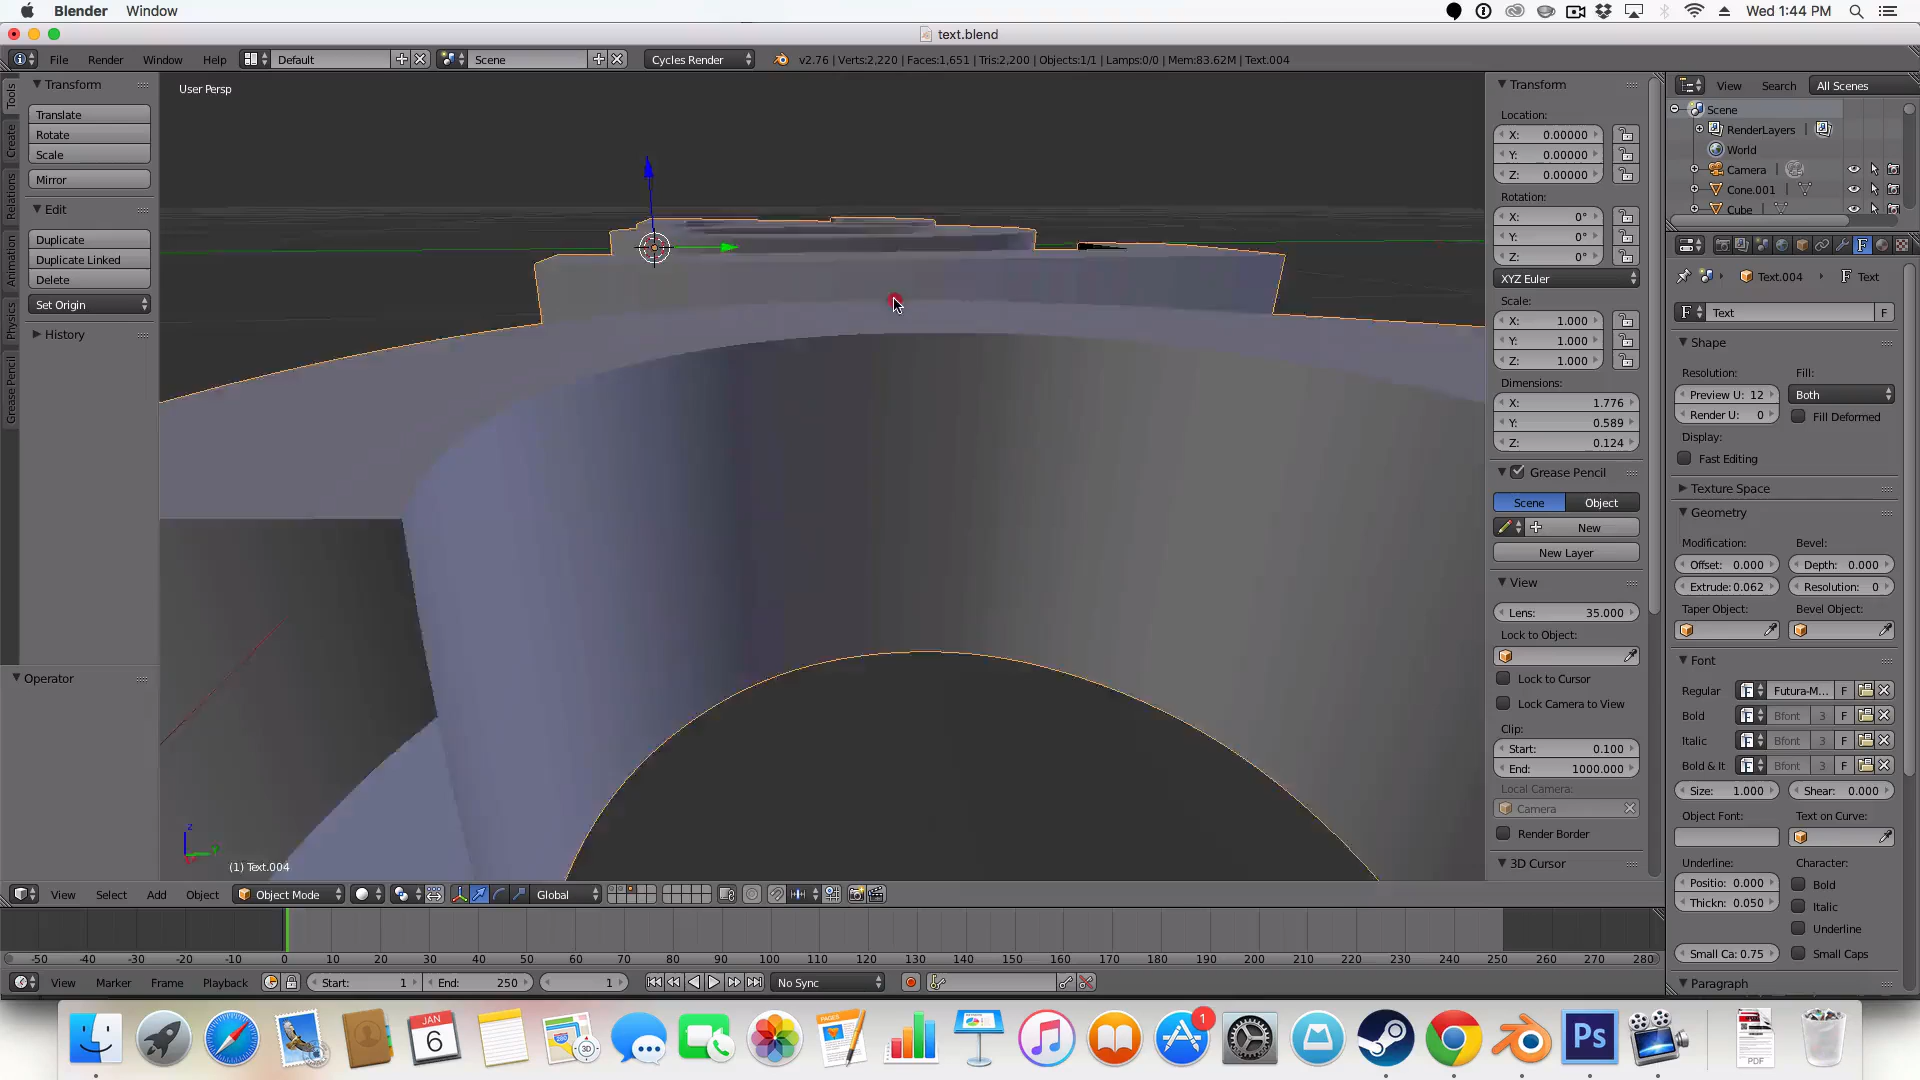 Blender Window Wed 1:44 PM
text.blend
File Render Window Help Default Scene Cycles Render v2.76 | Verts:2,220 | Faces:1,651 | Tris:2,200 | Objects:1/1 | Lamps:0/0 | Mem:83.62M | Text.004
Tools
Create
Relations
Animation
Physics
Grease Pencil
Transform
Translate
Rotate
Scale
Mirror
Edit
Duplicate
Duplicate Linked
Delete
Set Origin
History
Operator
User Persp
(1) Text.004
Transform
Location:
X: 0.00000
Y: 0.00000
Z: 0.00000
Rotation:
X: 0°
Y: 0°
Z: 0°
XYZ Euler
Scale:
X: 1.000
Y: 1.000
Z: 1.000
Dimensions:
X: 1.776
Y: 0.589
Z: 0.124
Grease Pencil
Scene Object
New
New Layer
View
Lens: 35.000
Lock to Object:
Lock to Cursor
Lock Camera to View
Clip:
Start: 0.100
End: 1000.000
Local Camera:
Camera
Render Border
3D Cursor
View Search All Scenes
Scene
RenderLayers
World
Camera
Cone.001
Cube
Text.004 F Text
F Text F
Shape
Resolution: Fill:
Preview U: 12 Both
Render U: 0 Fill Deformed
Display:
Fast Editing
Texture Space
Geometry
Modification: Bevel:
Offset: 0.000 Depth: 0.000
Extrude: 0.062 Resolution: 0
Taper Object: Bevel Object:
Font
Regular Futura-M... F
Bold Bfont 3 F
Italic Bfont 3 F
Bold & It Bfont 3 F
Size: 1.000 Shear: 0.000
Object Font: Text on Curve:
Underline: Character:
Positio: 0.000 Bold
Thickn: 0.050 Italic
Underline
Small Ca: 0.75 Small Caps
Paragraph
View Select Add Object Object Mode Global
-50 -40 -30 -20 -10 0 10 20 30 40 50 60 70 80 90 100 110 120 130 140 150 160 170 180 190 200 210 220 230 240 250 260 270 280
View Marker Frame Playback Start: 1 End: 250 1 No Sync
JAN
6
3D
PAGES
1
Ps
PDF